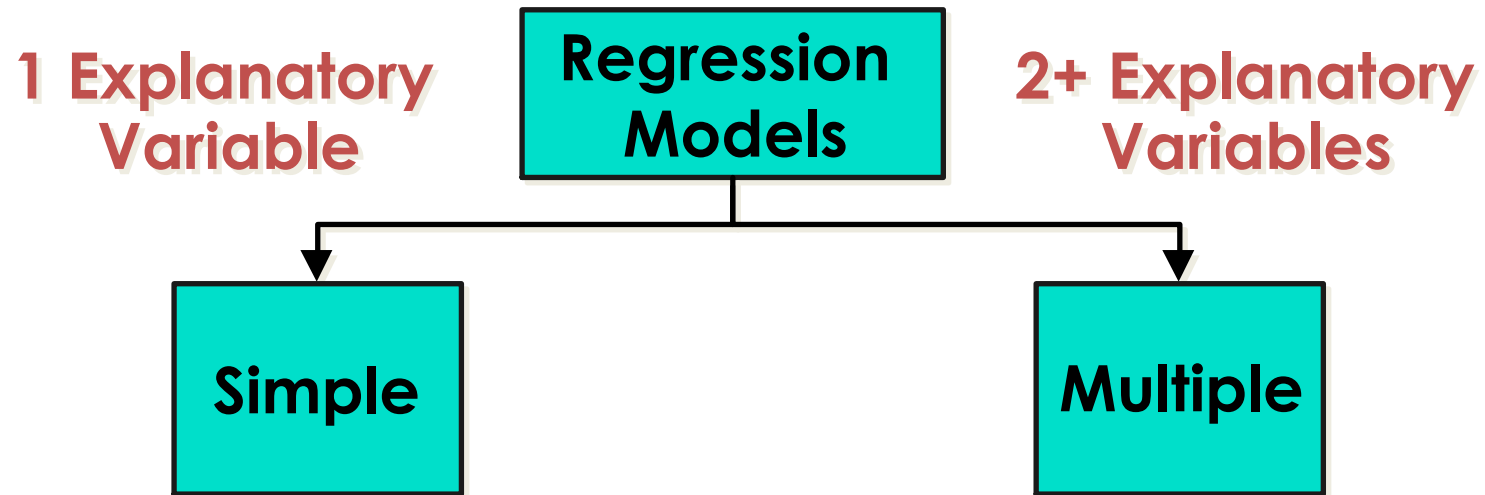 1 Explanatory
Variable
Regression
Models
2+ Explanatory
Variables
Simple
Multiple